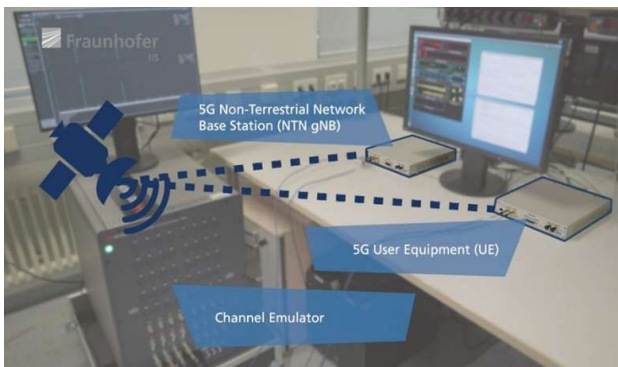 Fraunhofer
IIS
5G Non-Terrestrial Network
Base Station (NTN gNB)
5G User Equipment (UE)
Channel Emulator